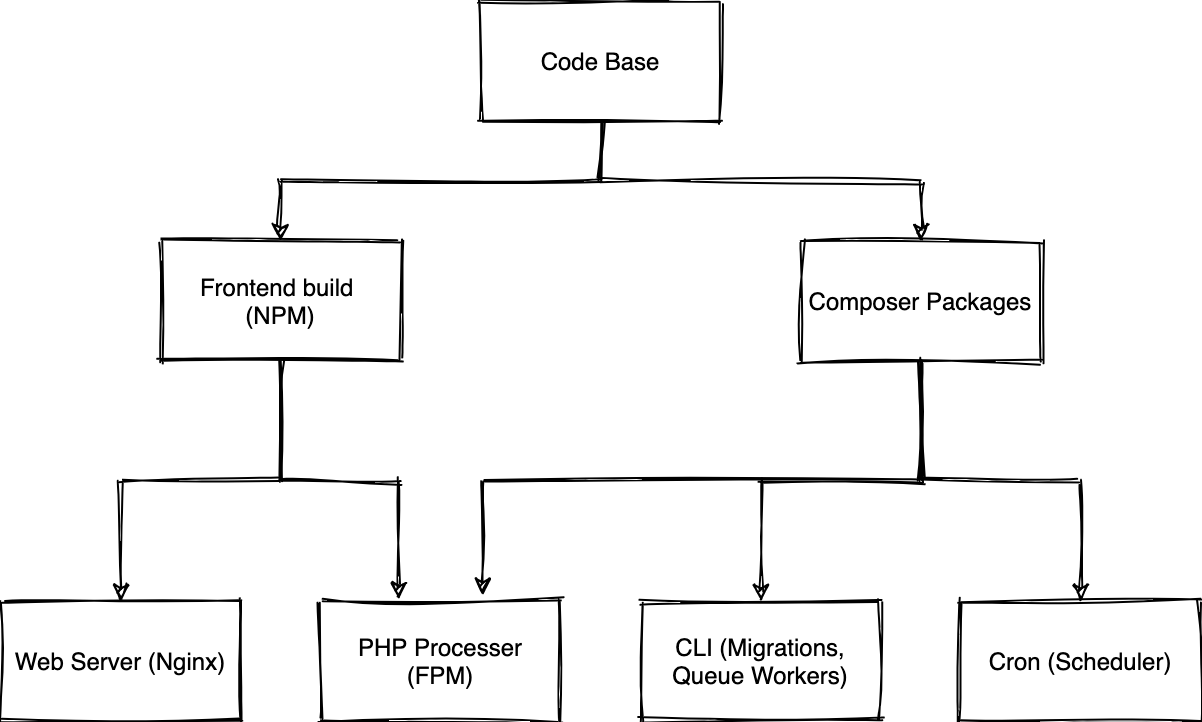 Code Base
Frontend build
(NPM)
Composer Packages
Web Server (Nginx)
PHP Processer
(FPM)
CLI (Migrations,
Queue Workers)
Cron (Scheduler)